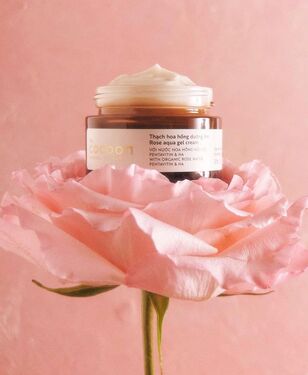 Cocoon
Thạch hoa hồng dưỡng
Rose aqua gel cream
VỚI NƯỚC HOA HỒNG
PENTAVITIN & HA
WITH ORGANIC ROSE WATER
PENTAVITIN & HA